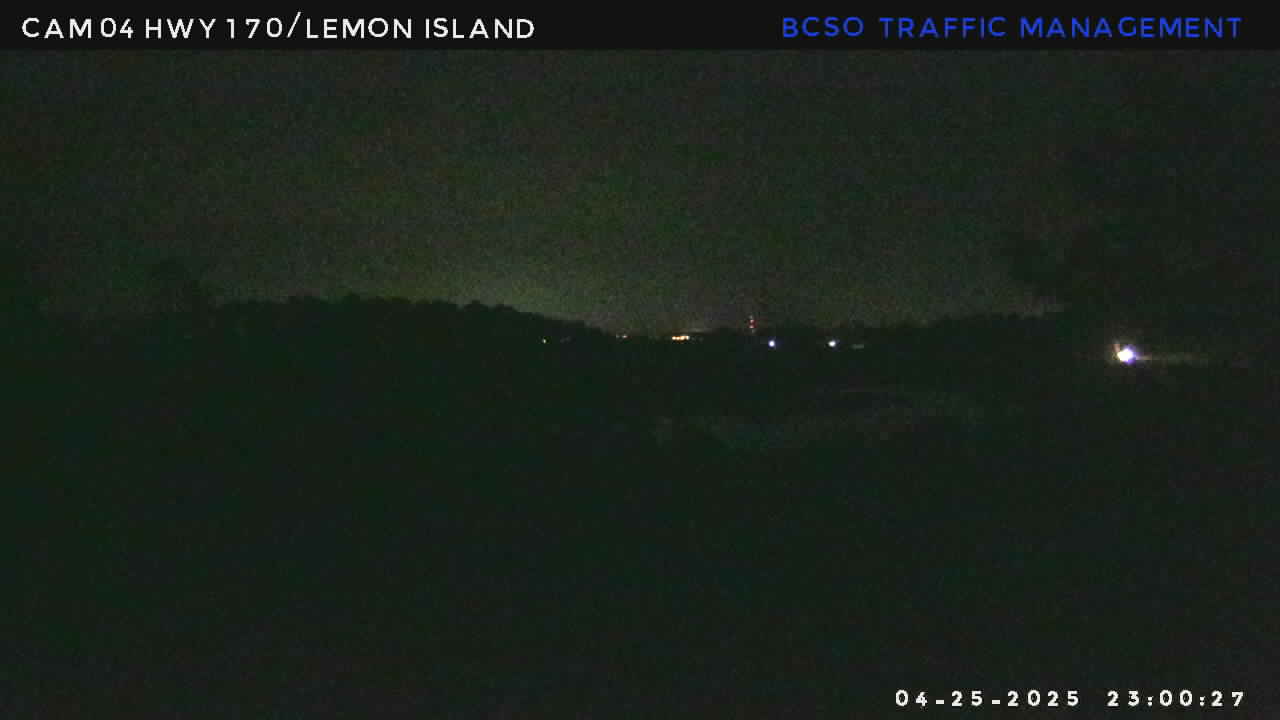 CAM04 HWY 170/LEMON ISLAND
BCSO TRAFFIC MANAGEMENT
04-25-2025 23:00:27